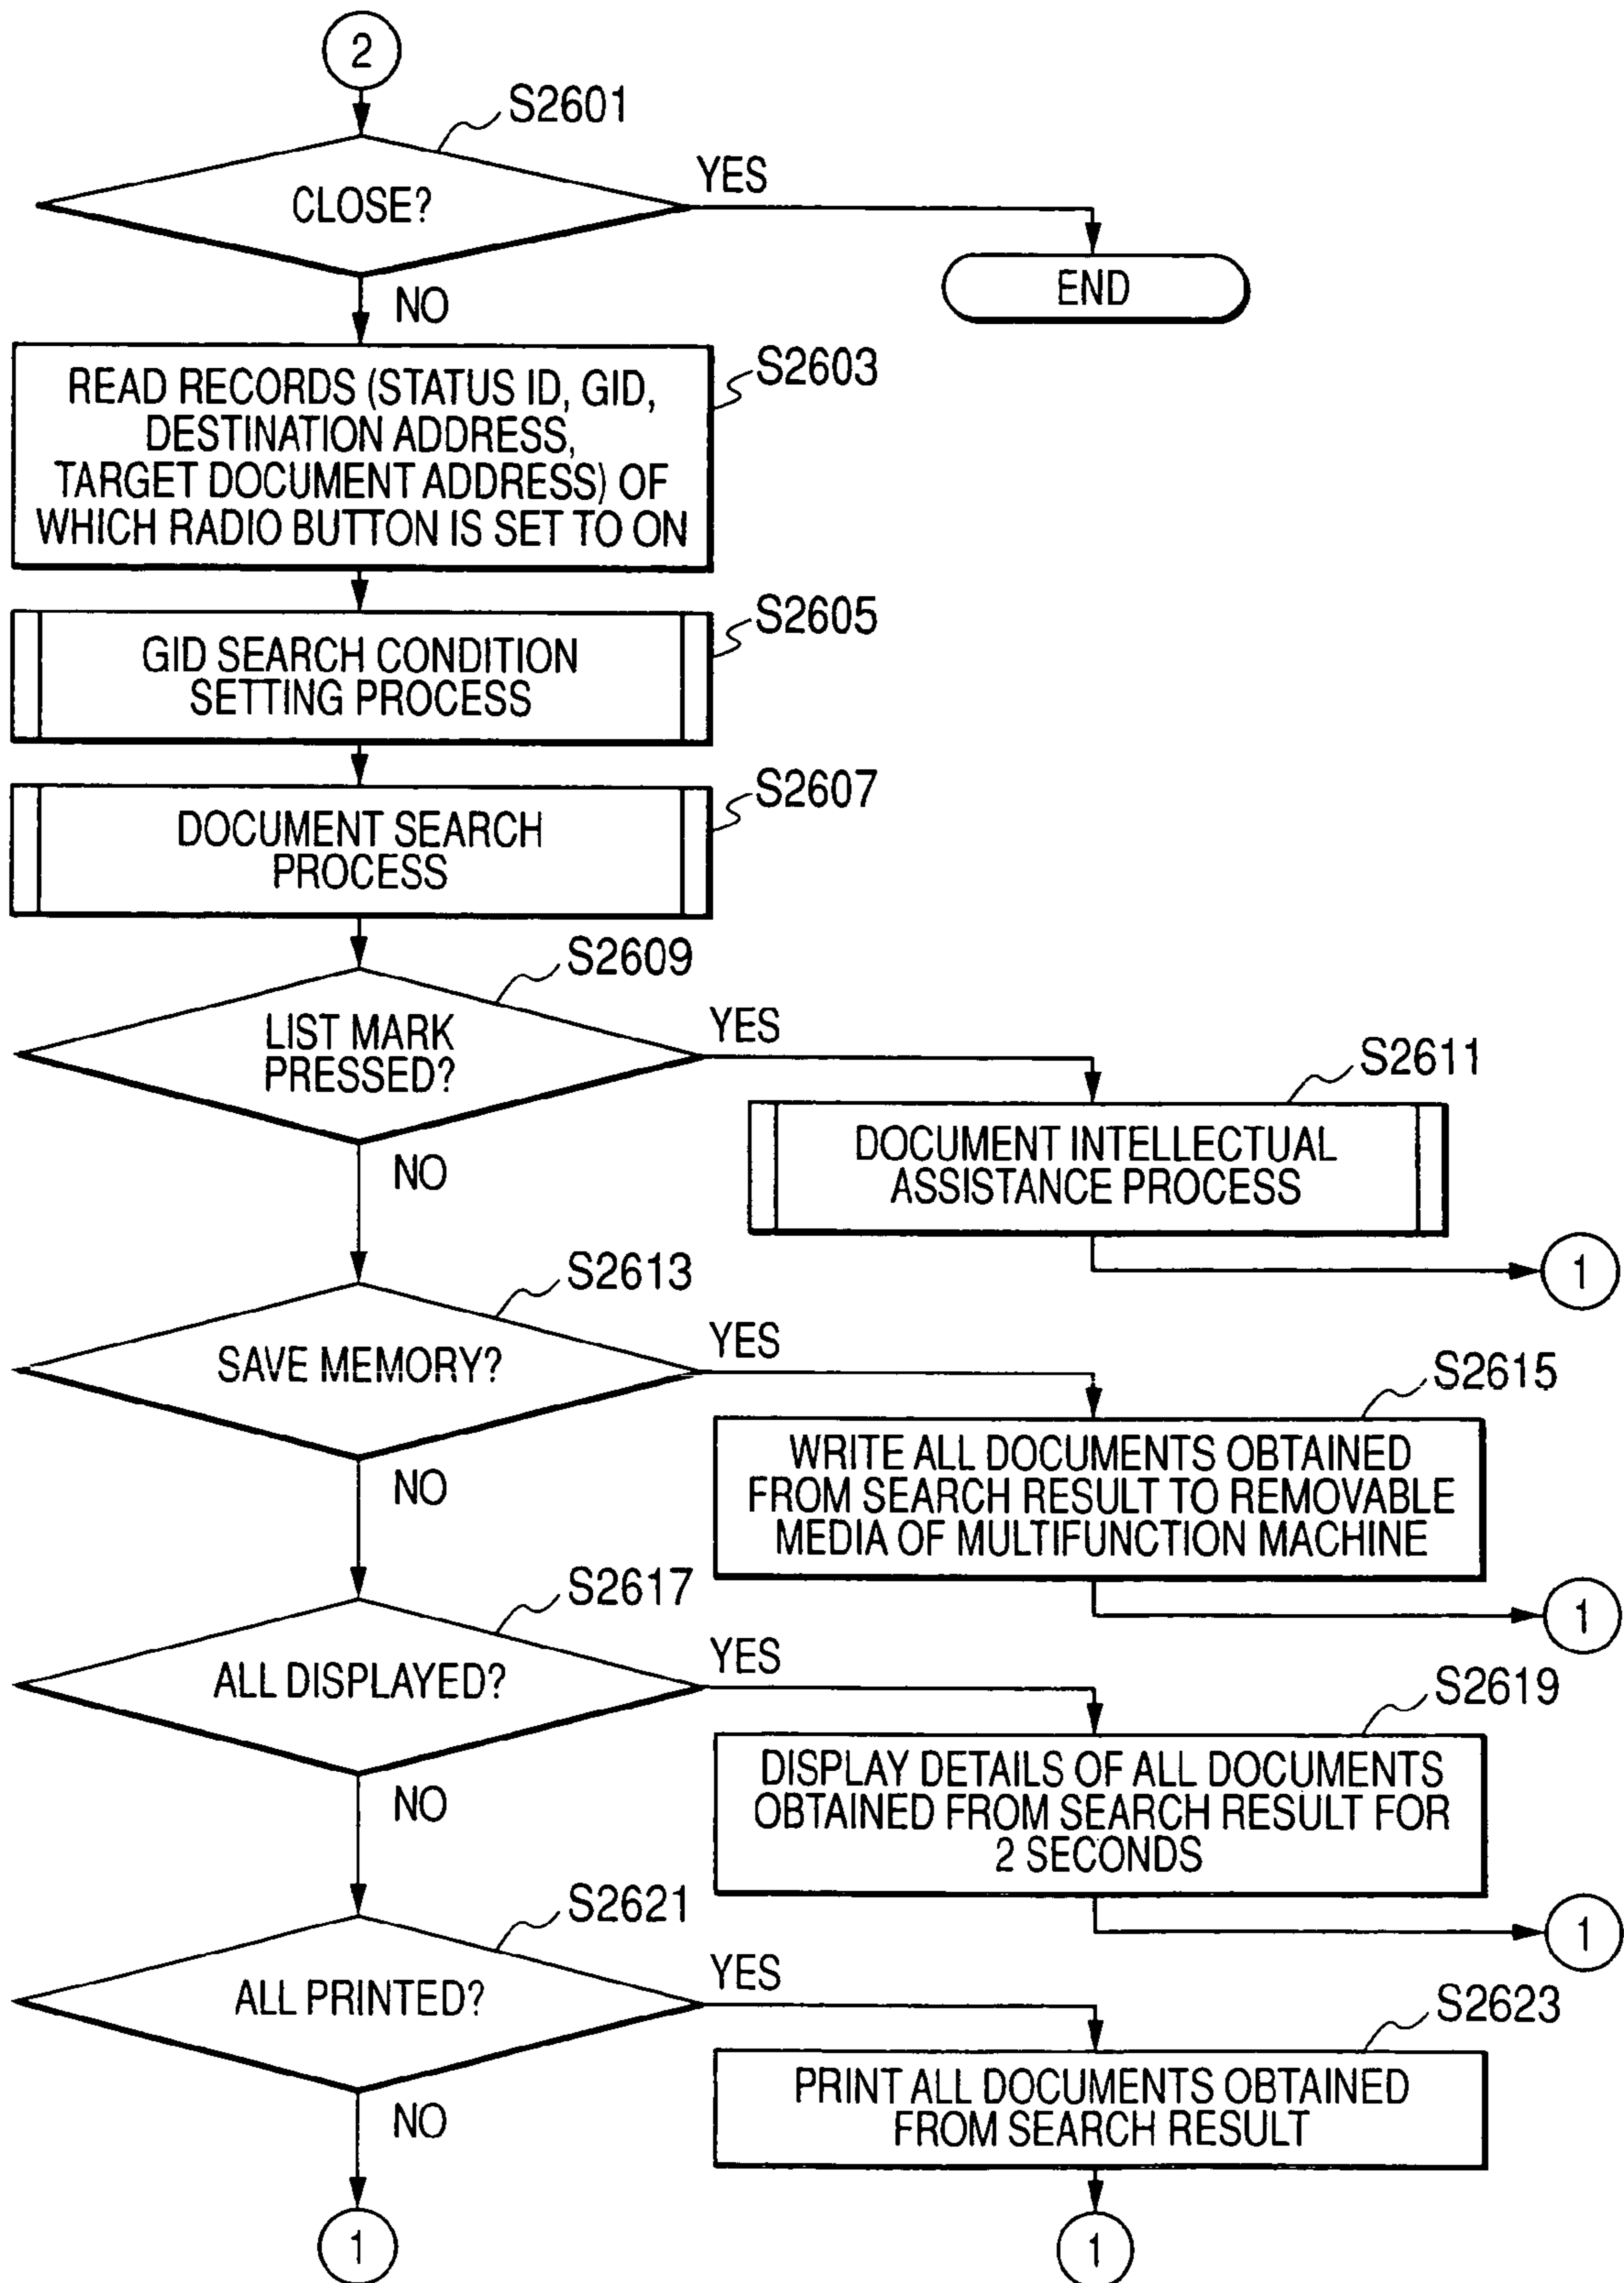 2
S2601
CLOSE?
YES
END
NO
READ RECORDS (STATUS ID, GID,
DESTINATION ADDRESS,
TARGET DOCUMENT ADDRESS) OF
WHICH RADIO BUTTON IS SET TO ON
S2603
GID SEARCH CONDITION
SETTING PROCESS
S2605
DOCUMENT SEARCH
PROCESS
S2607
S2609
LIST MARK
PRESSED?
YES
S2611
DOCUMENT INTELLECTUAL
ASSISTANCE PROCESS
1
NO
S2613
SAVE MEMORY?
YES
S2615
WRITE ALL DOCUMENTS OBTAINED
FROM SEARCH RESULT TO REMOVABLE
MEDIA OF MULTIFUNCTION MACHINE
1
NO
S2617
ALL DISPLAYED?
YES
S2619
DISPLAY DETAILS OF ALL DOCUMENTS
OBTAINED FROM SEARCH RESULT FOR
2 SECONDS
1
NO
S2621
ALL PRINTED?
YES
S2623
PRINT ALL DOCUMENTS OBTAINED
FROM SEARCH RESULT
NO
1
1